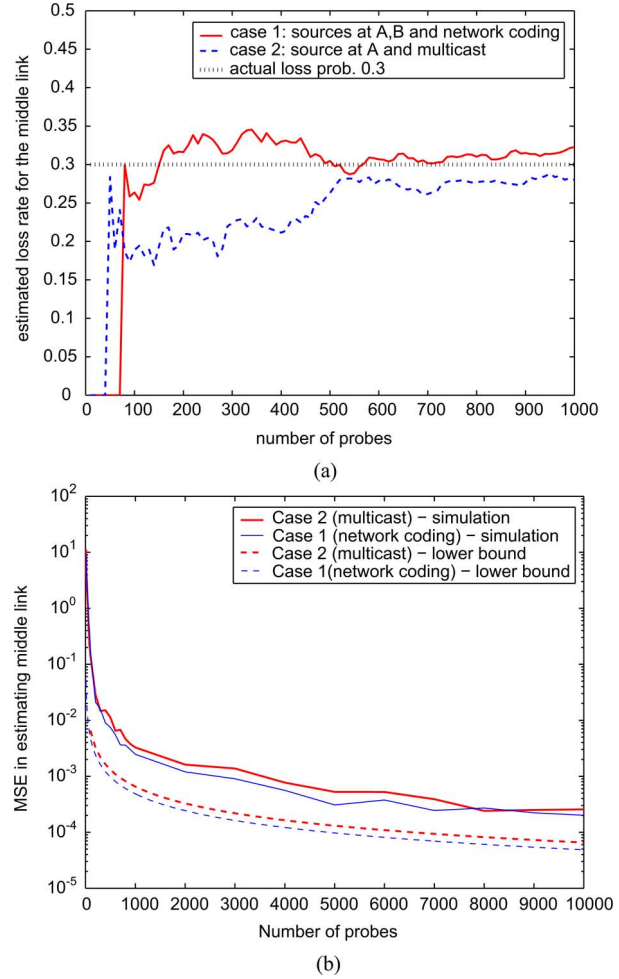 0.5
0.45
0.4
0.35
0.3
0.25
0.2
0.15
0.1
0.05
0
estimated loss rate for the middle link
case 1: sources at A,B and network coding
case 2: source at A and multicast
actual loss prob. 0.3
0 100 200 300 400 500 600 700 800 900 1000
number of probes
(a)
10^2
10^1
10^0
10^-1
10^-2
10^-3
10^-4
10^-5
MSE in estimating middle link
Case 2 (multicast) − simulation
Case 1 (network coding) − simulation
Case 2 (multicast) − lower bound
Case 1(network coding) − lower bound
0 1000 2000 3000 4000 5000 6000 7000 8000 9000 10000
Number of probes
(b)